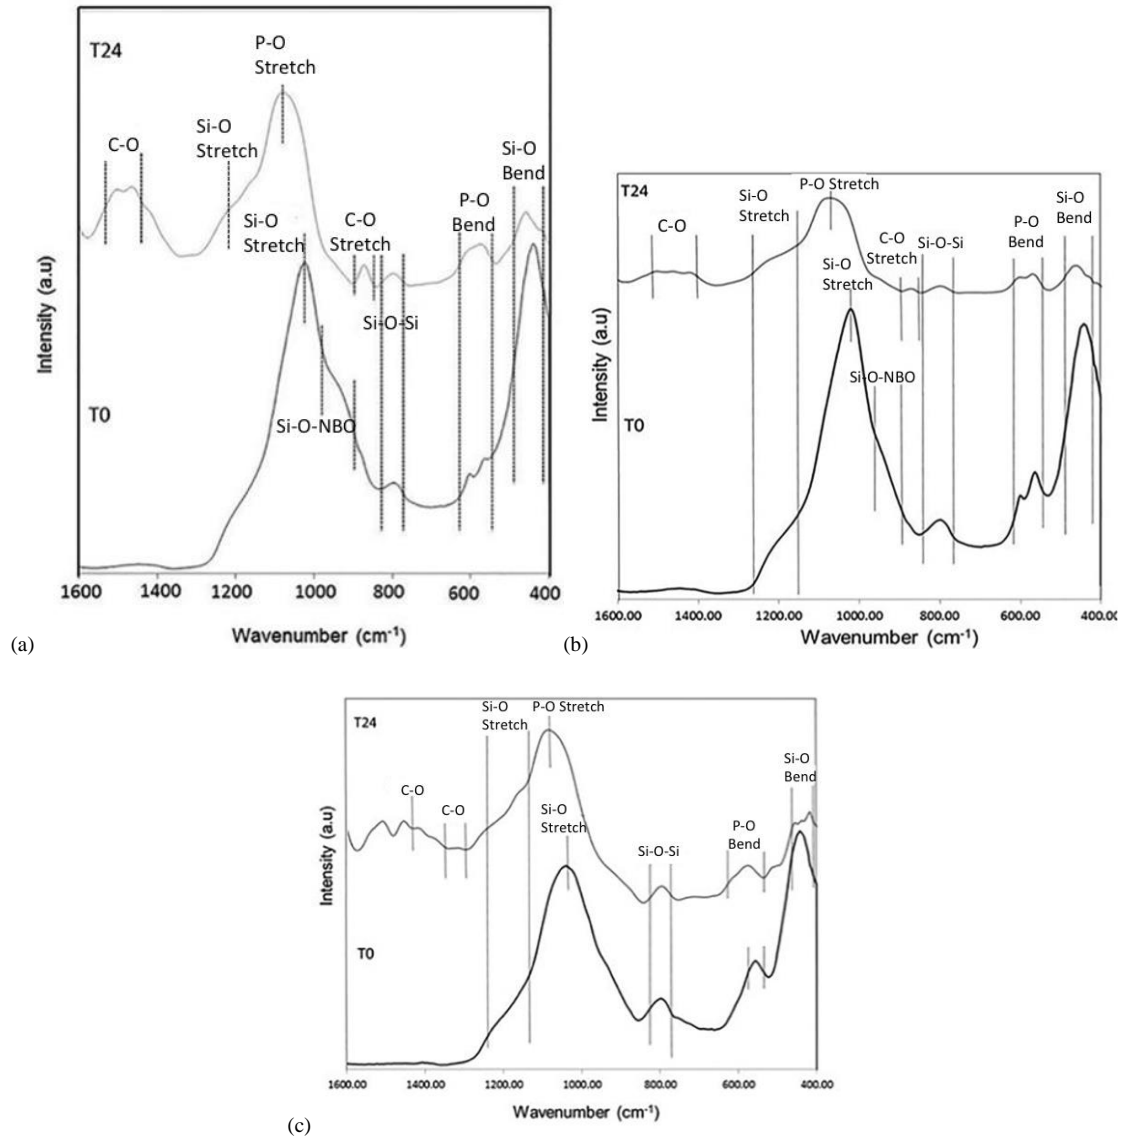 T24
P-O
Stretch
C-O
Si-O
Stretch
Si-O
Bend
Si-O
Stretch
C-O
Stretch
P-O
Bend
Si-O-Si
T0
Si-O-NBO
Intensity (a.u)
1600 1400 1200 1000 800 600 400
Wavenumber (cm-1)
(a)
T24
P-O Stretch
Si-O
Stretch
C-O
C-O
Stretch
Si-O-Si
P-O
Bend
Si-O
Bend
Si-O
Stretch
Si-O-NBO
T0
Intensity (a.u)
1600.00 1400.00 1200.00 1000.00 800.00 600.00 400.00
Wavenumber (cm-1)
(b)
T24
Si-O
Stretch
P-O Stretch
C-O
C-O
Si-O
Stretch
Si-O-Si
P-O
Bend
Si-O
Bend
T0
Intensity (a.u)
1600.00 1400.00 1200.00 1000.00 800.00 600.00 400.00
Wavenumber (cm-1)
(c)